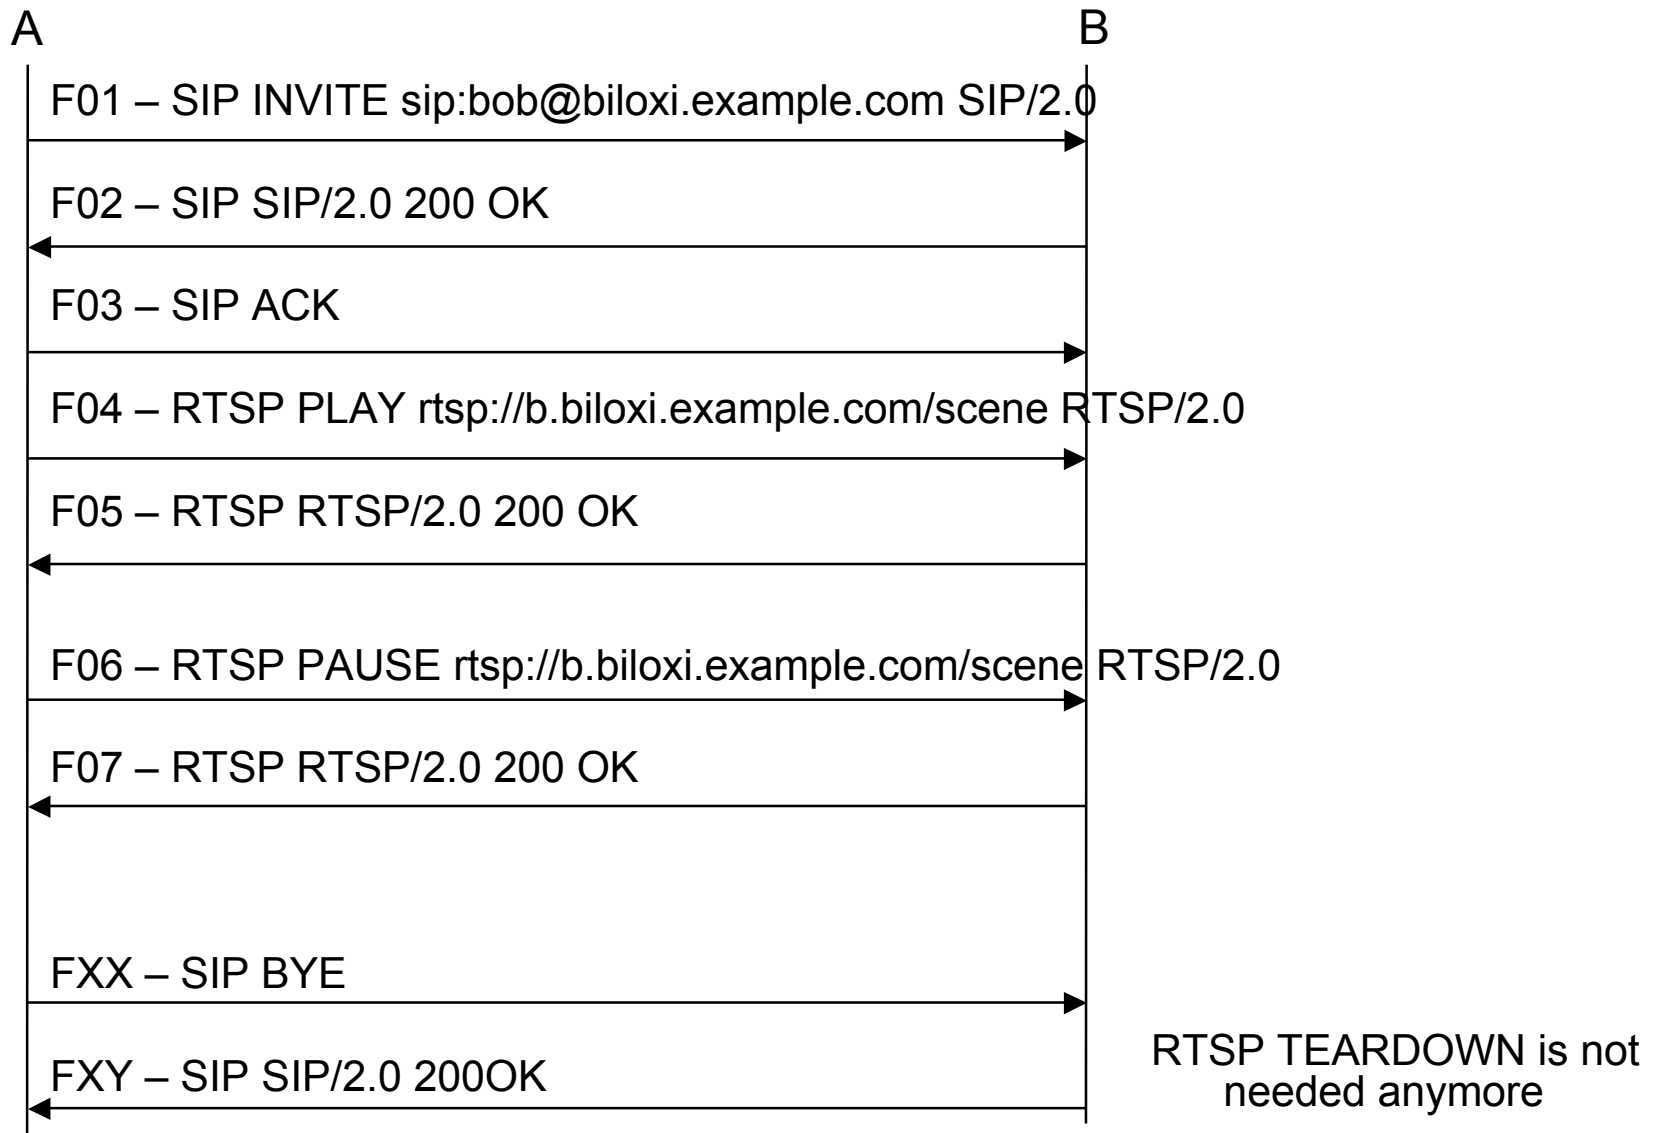 A
B
F01 – SIP INVITE sip:bob@biloxi.example.com SIP/2.0
F02 – SIP SIP/2.0 200 OK
F03 – SIP ACK
F04 – RTSP PLAY rtsp://b.biloxi.example.com/scene RTSP/2.0
F05 – RTSP RTSP/2.0 200 OK
F06 – RTSP PAUSE rtsp://b.biloxi.example.com/scene RTSP/2.0
F07 – RTSP RTSP/2.0 200 OK
FXX – SIP BYE
FXY – SIP SIP/2.0 200OK
RTSP TEARDOWN is not
needed anymore